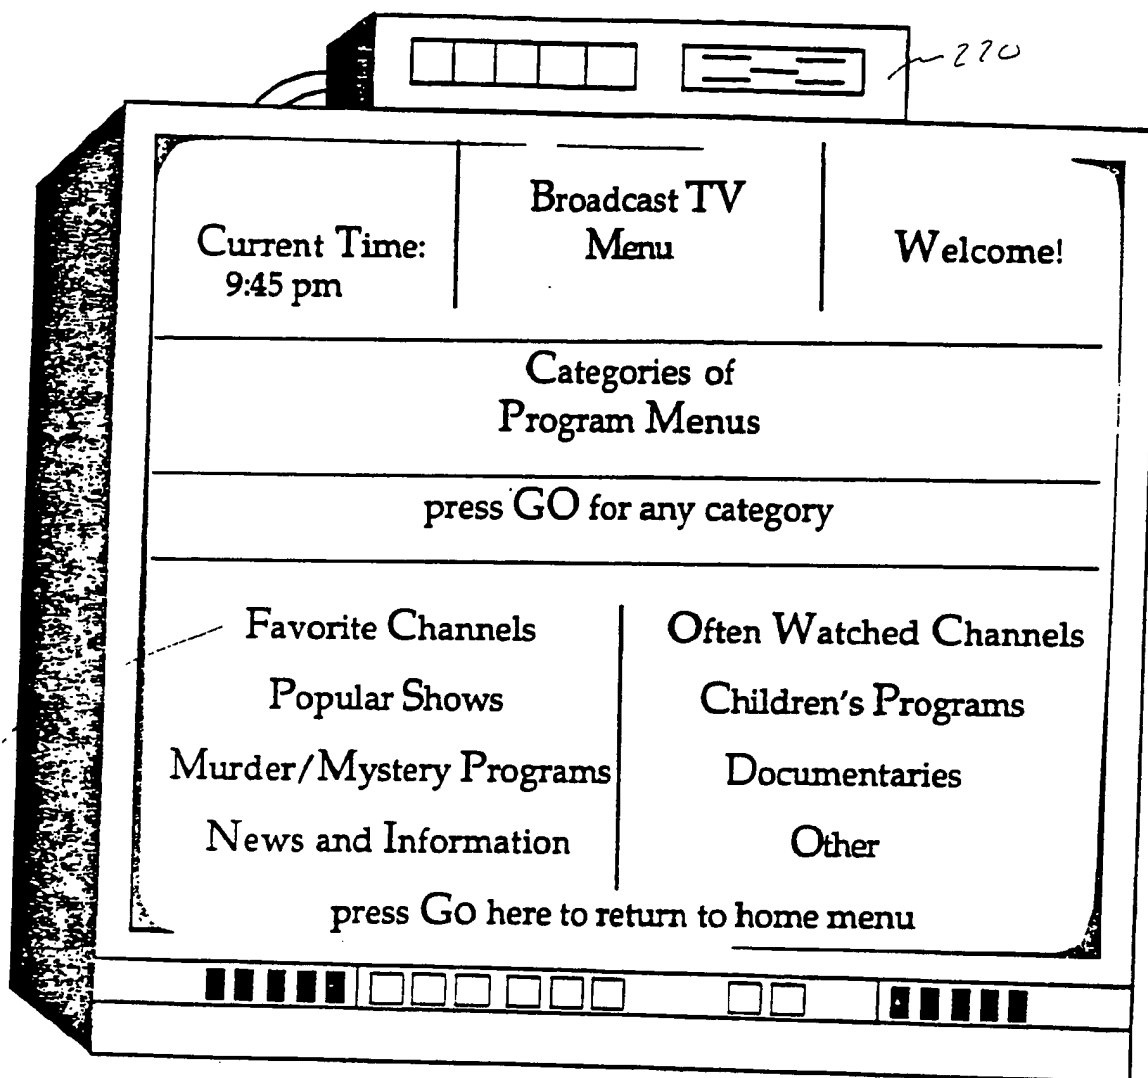 220
Broadcast TV
Menu
Current Time:
9:45 pm
Welcome!
Categories of
Program Menus
press GO for any category
Favorite Channels
Often Watched Channels
Popular Shows
Children's Programs
Murder/Mystery Programs
Documentaries
News and Information
Other
press GO here to return to home menu